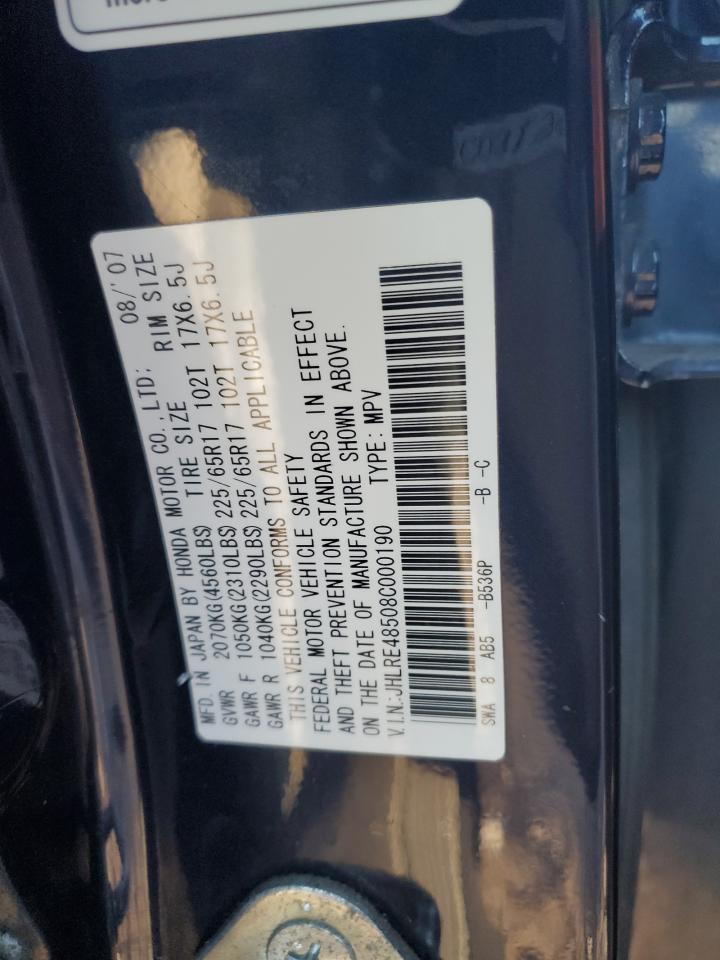 MFD. IN JAPAN BY HONDA MOTOR CO., LTD; 08/'07
GVWR 2070KG(4560LBS) TIRE SIZE RIM SIZE
GAWR F 1050KG(2310LBS) 225/65R17 102T 17X6.5J
GAWR R 1040KG(2290LBS) 225/65R17 102T 17X6.5J
THIS VEHICLE CONFORMS TO ALL APPLICABLE
FEDERAL MOTOR VEHICLE SAFETY
AND THEFT PREVENTION STANDARDS IN EFFECT
ON THE DATE OF MANUFACTURE SHOWN ABOVE.
V.I.N.:JHLRE48508C000190 TYPE: MPV
SWA 8 AB5 -B536P -B -C